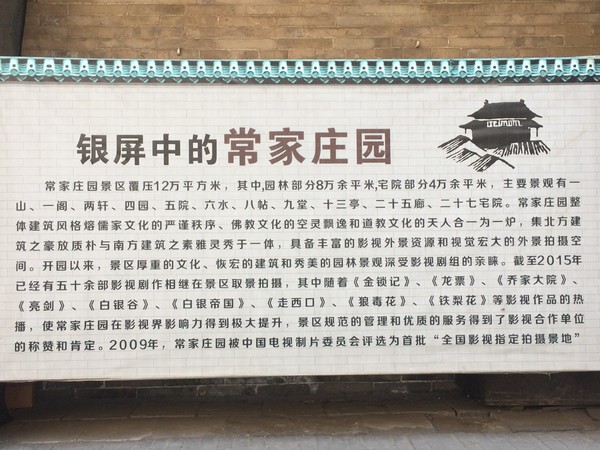 银屏中的常家庄园
常家庄园景区覆压12万平方米，其中,园林部分8万余平米,宅院部分4万余平米，主要景观有一
山、一阁、两轩、四园、五院、六水、八帖、九堂、十三亭、二十五廊、二十七宅院。常家庄园整
体建筑风格熔儒家文化的严谨秩序、佛教文化的空灵飘逸和道教文化的天人合一为一炉，集北方建
筑之豪放质朴与南方建筑之素雅灵秀于一体，具备丰富的影视外景资源和视觉宏大的外景拍摄空
间。开园以来，景区厚重的文化、恢宏的建筑和秀美的园林景观深受影视剧组的亲睐。截至2015年
已经有五十余部影视剧作相继在景区取景拍摄，其中随着《金锁记》、《龙票》、《乔家大院》、
《亮剑》、《白银谷》、《白银帝国》、《走西口》、《狼毒花》、《铁梨花》等影视作品的热
播，使常家庄园在影视界影响力得到极大提升，景区规范的管理和优质的服务得到了影视合作单位
的称赞和肯定。2009年，常家庄园被中国电视制片委员会评选为首批“全国影视指定拍摄景地”